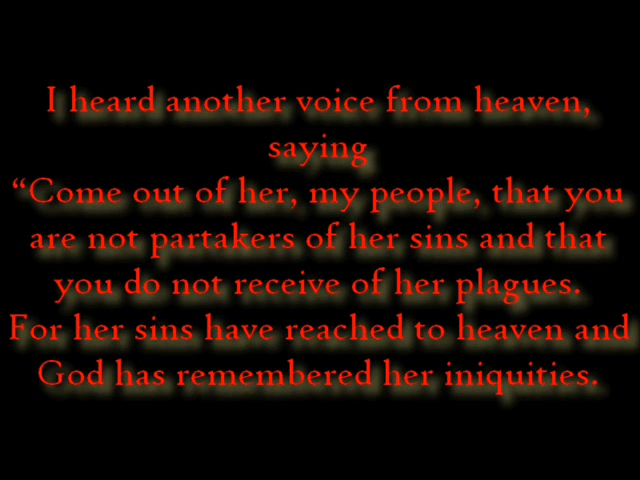 I heard another voice from heaven,
saying
“Come out of her, my people, that you
are not partakers of her sins and that
you do not receive of her plagues.
For her sins have reached to heaven and
God has remembered her iniquities.